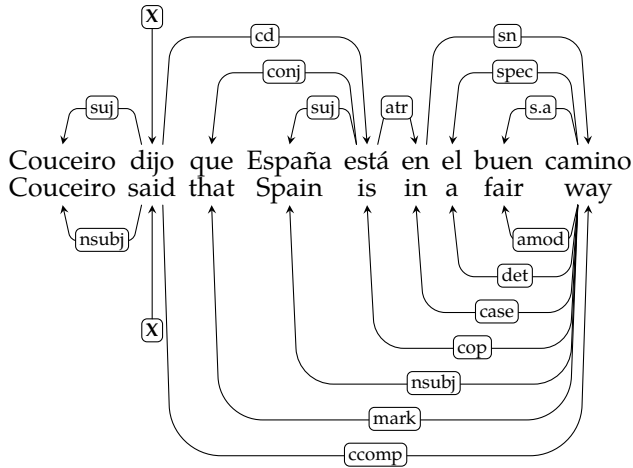 X
cd sn
conj spec
suj suj atr s.a
Couceiro dijo que España está en el buen camino
Couceiro said that Spain is in a fair way
nsubj amod
det
case
X
cop
nsubj
mark
ccomp